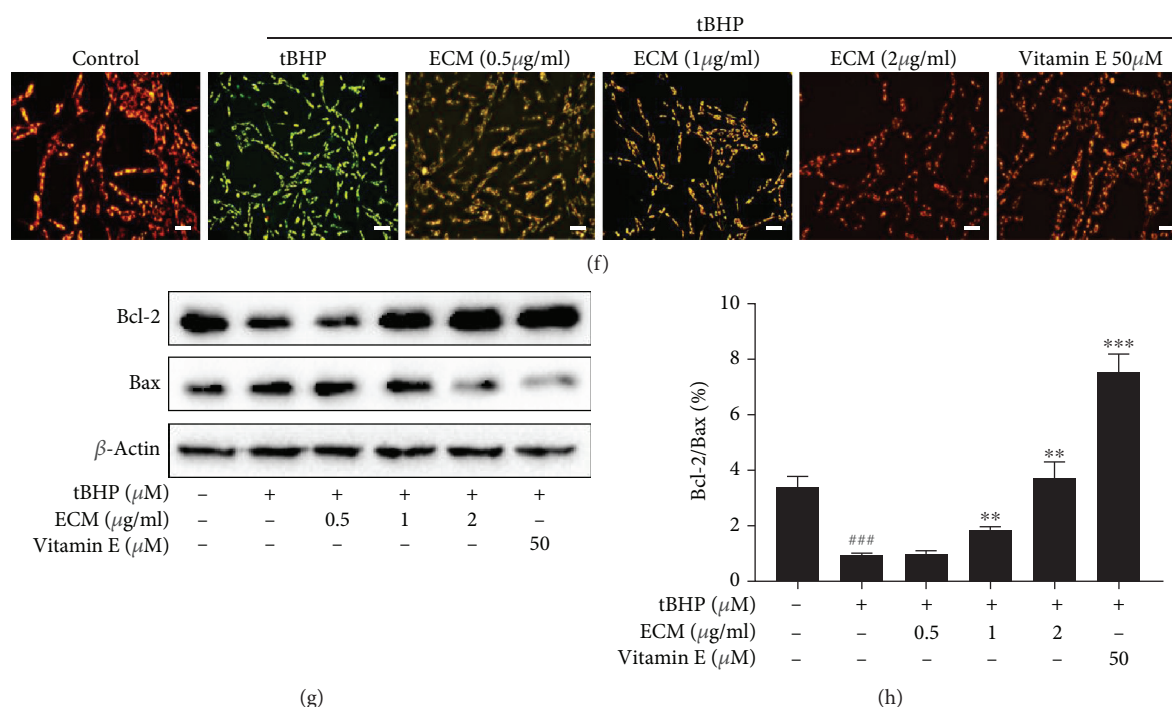 tBHP
Control tBHP ECM (0.5μg/ml) ECM (1μg/ml) ECM (2μg/ml) Vitamin E 50μM
(f)
Bcl-2
Bax
β-Actin
tBHP (μM) – + + + + +
ECM (μg/ml) – – 0.5 1 2 –
Vitamin E (μM) – – – – – 50
(g)
10
8
6
4
2
0
Bcl-2/Bax (%)
###
**
**
***
tBHP (μM) – + + + + +
ECM (μg/ml) – – 0.5 1 2 –
Vitamin E (μM) – – – – – 50
(h)